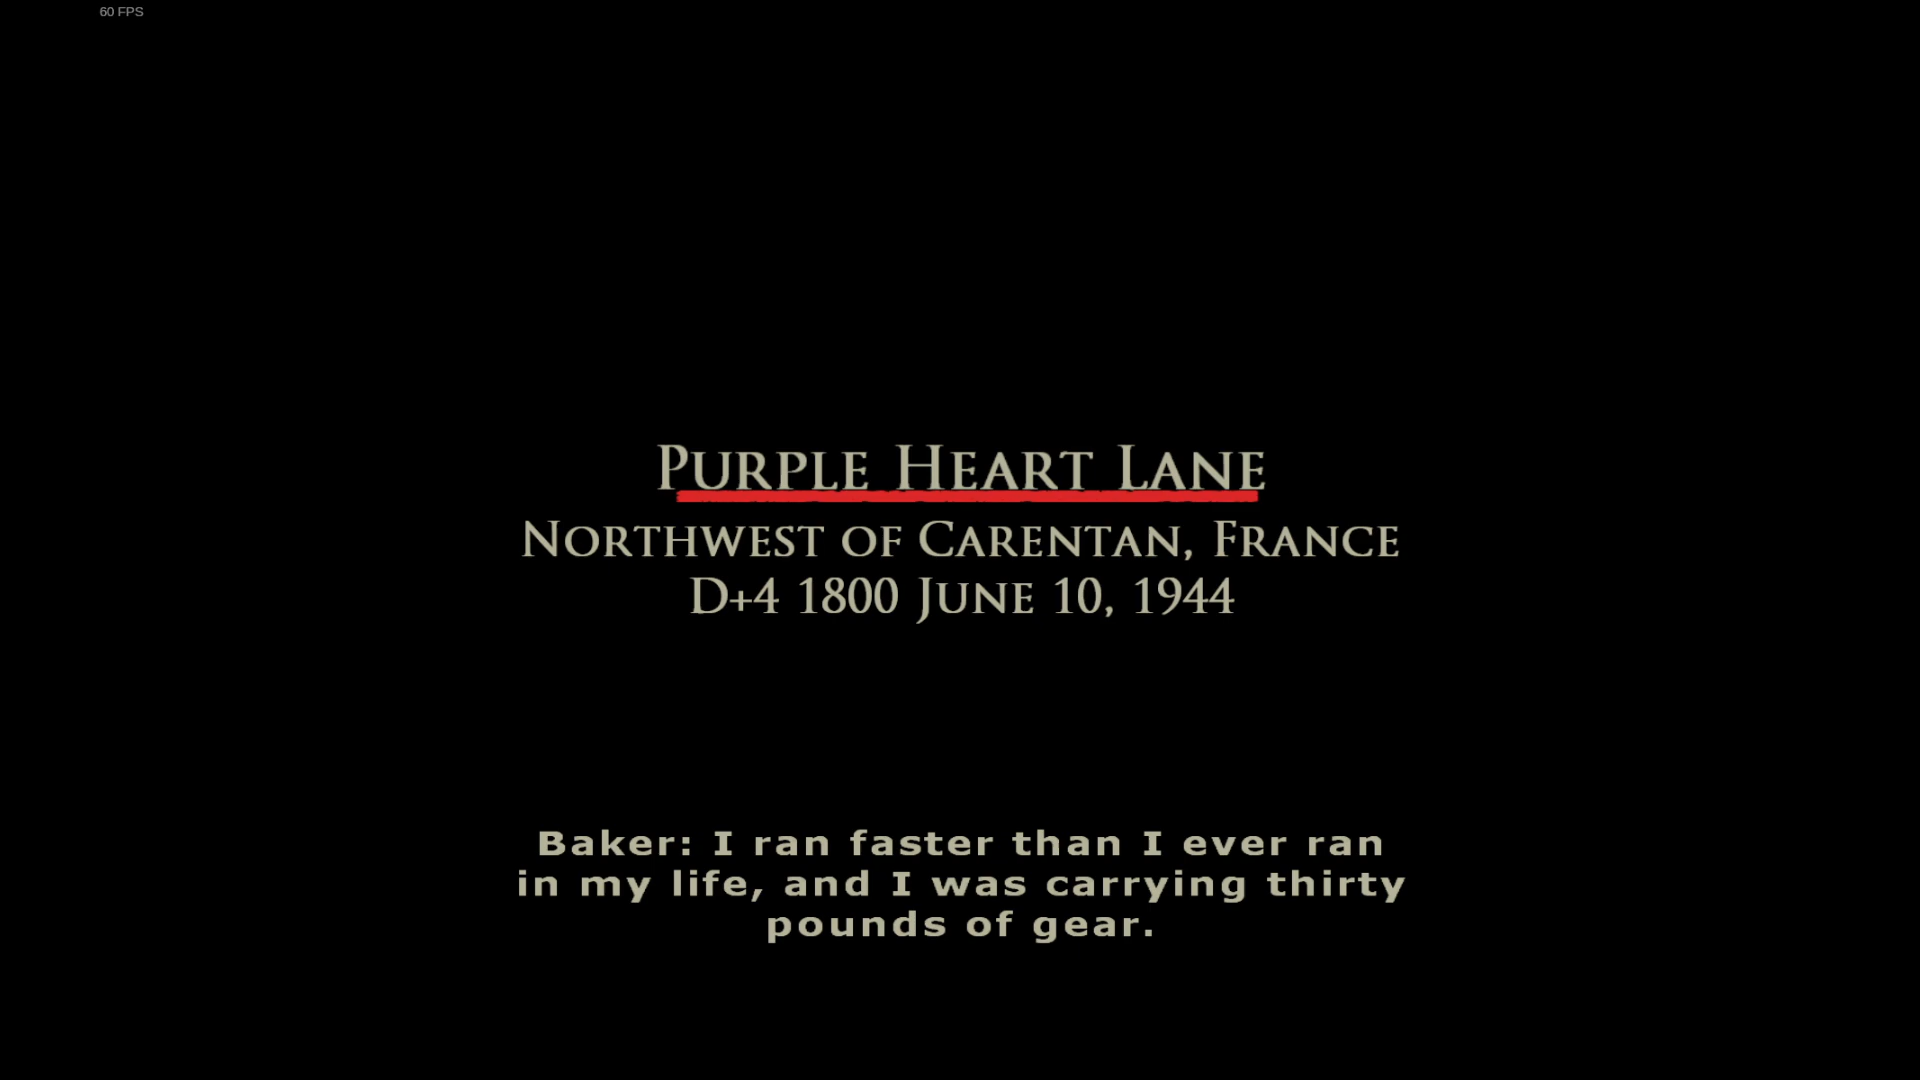 60 FPS
Purple Heart Lane
Northwest of Carentan, France
D+4 1800 June 10, 1944
Baker: I ran faster than I ever ran
in my life, and I was carrying thirty
pounds of gear.